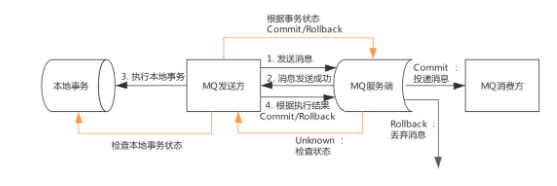 根据事务状态
Commit/Rollback
1. 发送消息
Commit ：
投递消息
3. 执行本地事务
2. 消息发送成功
本地事务
MQ发送方
MQ服务端
MQ消费方
4. 根据执行结果
Commit/Rollback
Rollback ：
丢弃消息
检查本地事务状态
Unknown ：
检查状态